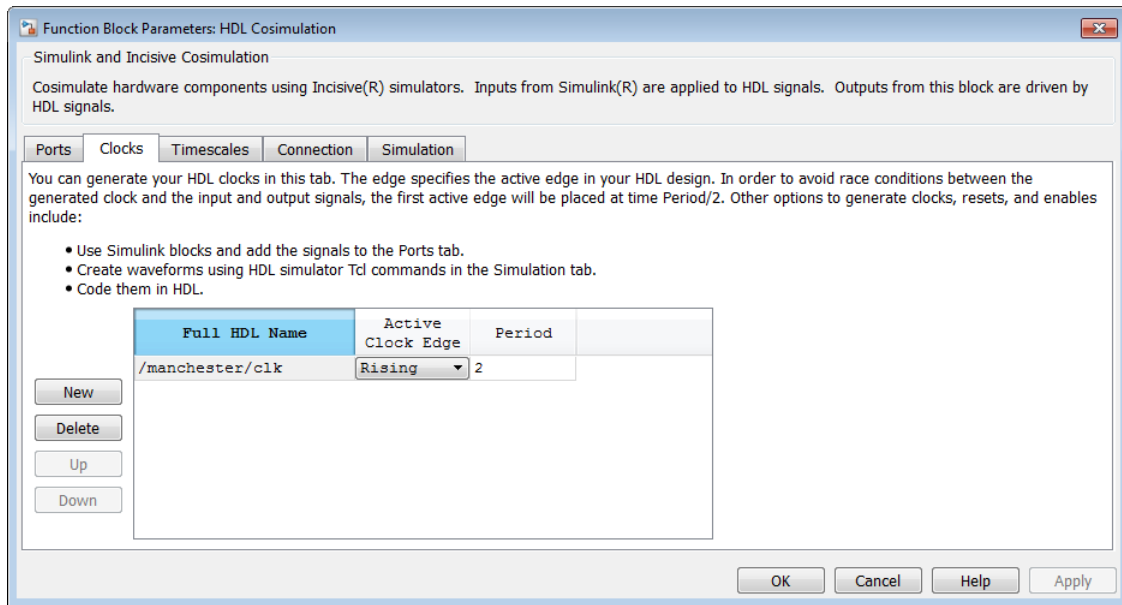 Function Block Parameters: HDL Cosimulation
Simulink and Incisive Cosimulation
Cosimulate hardware components using Incisive(R) simulators.  Inputs from Simulink(R) are applied to HDL signals.  Outputs from this block are driven by
HDL signals.
Ports Clocks Timescales Connection Simulation
You can generate your HDL clocks in this tab. The edge specifies the active edge in your HDL design. In order to avoid race conditions between the
generated clock and the input and output signals, the first active edge will be placed at time Period/2. Other options to generate clocks, resets, and enables
include:
• Use Simulink blocks and add the signals to the Ports tab.
• Create waveforms using HDL simulator Tcl commands in the Simulation tab.
• Code them in HDL.
Full HDL Name Active Clock Edge Period
/manchester/clk Rising 2
New
Delete
Up
Down
OK Cancel Help Apply